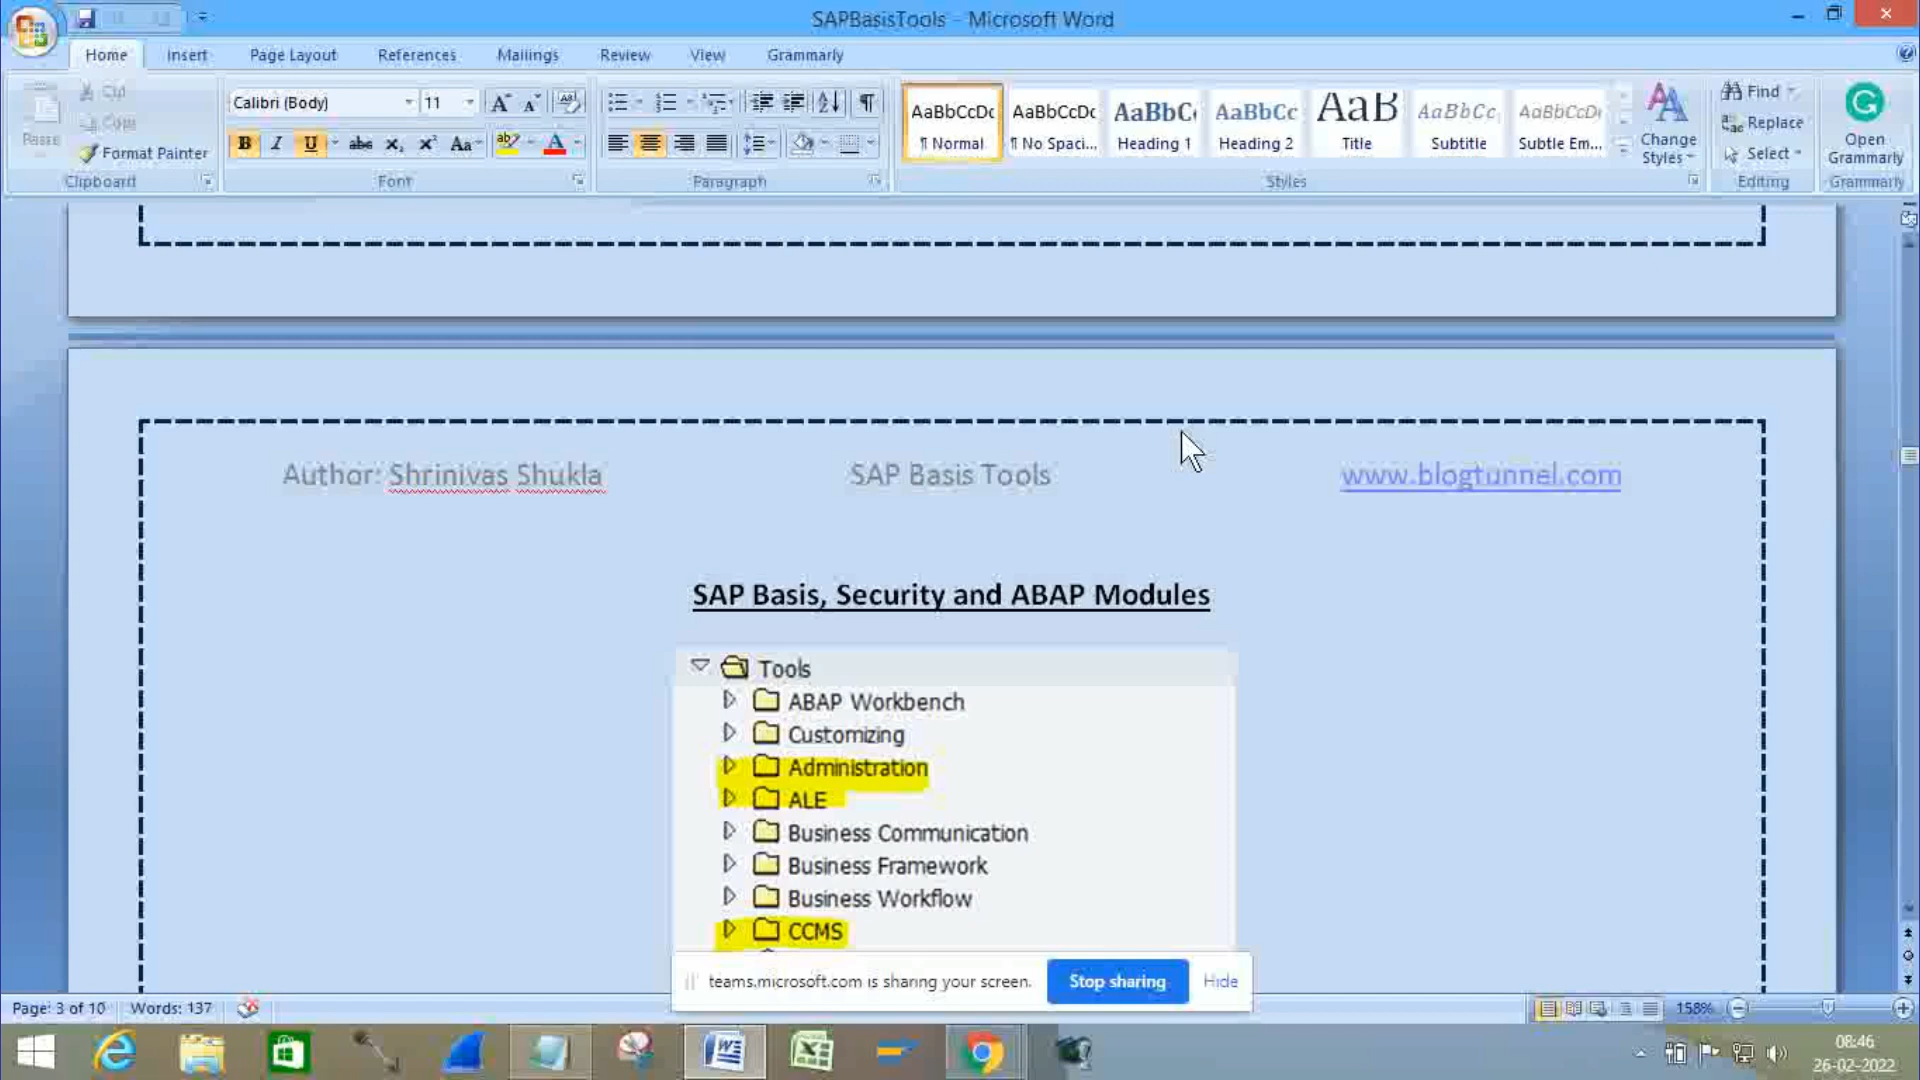 SAPBasisTools - Microsoft Word
Home Insert Page Layout References Mailings Review View Grammarly
Paste
Cut
Copy
Format Painter
Clipboard
Calibri (Body) 11
Font
Paragraph
AaBbCcDc AaBbCcDc AaBbC AaBbCc AaB AaBbCc. AaBbCcDi
¶ Normal ¶ No Spaci... Heading 1 Heading 2 Title Subtitle Subtle Em...
Change Styles
Styles
Find
Replace
Select
Editing
Open Grammarly
Grammarly
Author: Shrinivas Shukla SAP Basis Tools www.blogtunnel.com
SAP Basis, Security and ABAP Modules
Tools
ABAP Workbench
Customizing
Administration
ALE
Business Communication
Business Framework
Business Workflow
CCMS
teams.microsoft.com is sharing your screen. Stop sharing Hide
Page: 3 of 10 Words: 137 158%
08:46
26-02-2022